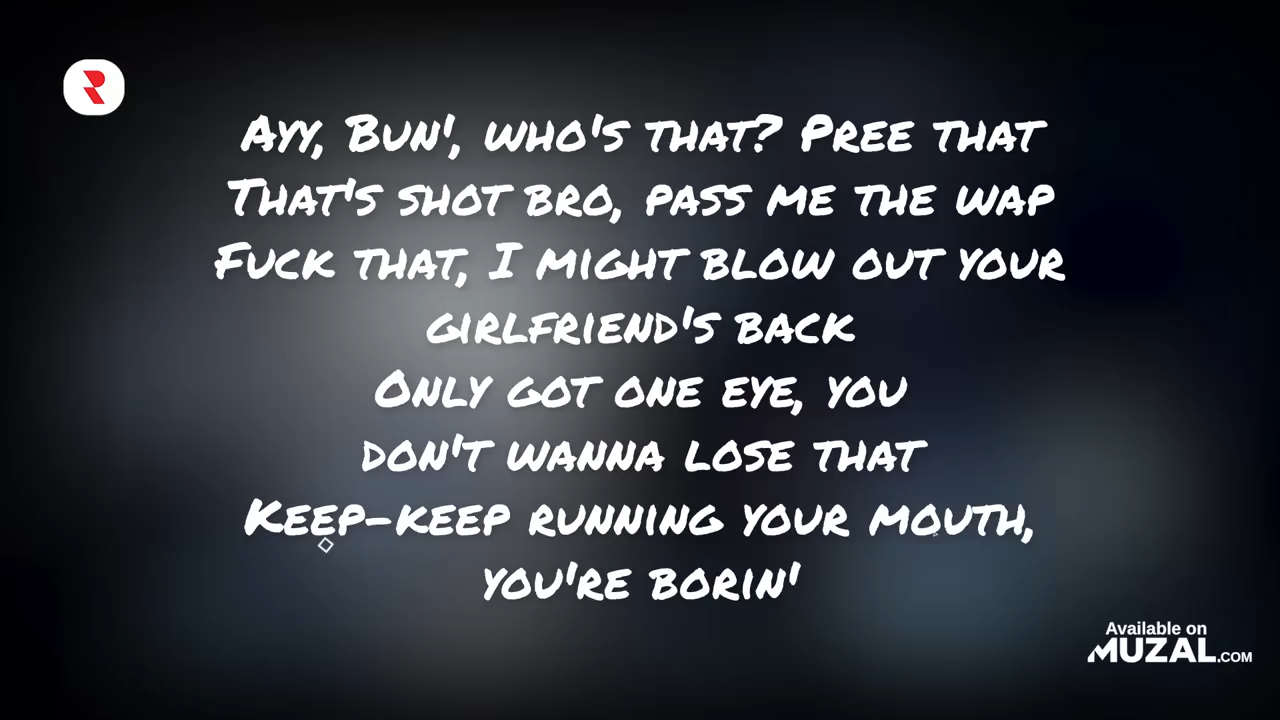 Ayy, Bun', who's that? Pree that
That's shot bro, pass me the wap
Fuck that, I might blow out your
girlfriend's back
Only got one eye, you
don't wanna lose that
Keep-keep running your mouth,
you're borin'
Available on
MUZAL.COM